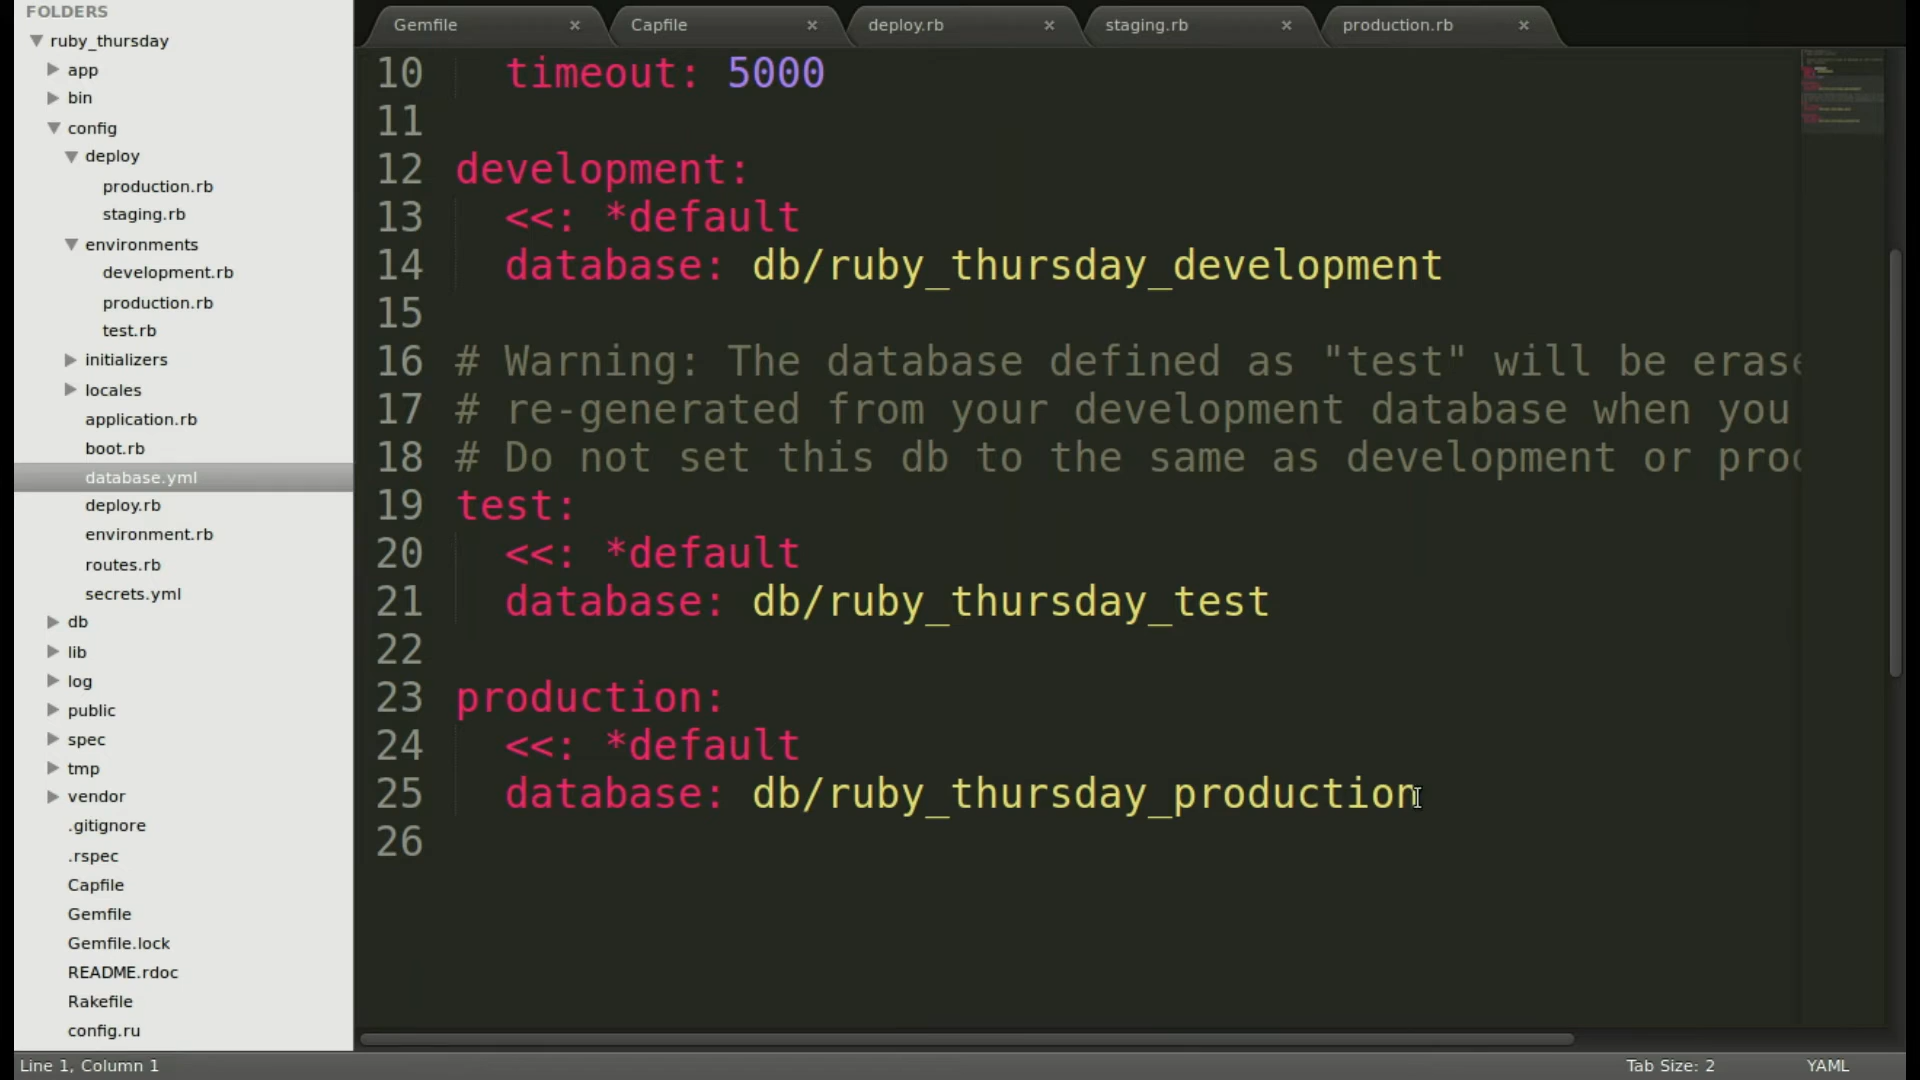 FOLDERS
ruby_thursday
app
bin
config
deploy
production.rb
staging.rb
environments
development.rb
production.rb
test.rb
initializers
locales
application.rb
boot.rb
database.yml
deploy.rb
environment.rb
routes.rb
secrets.yml
db
lib
log
public
spec
tmp
vendor
.gitignore
.rspec
Capfile
Gemfile
Gemfile.lock
README.rdoc
Rakefile
config.ru
Gemfile × Capfile × deploy.rb × staging.rb × production.rb ×
10 timeout: 5000
11
12 development:
13 <<: *default
14 database: db/ruby_thursday_development
15
16 # Warning: The database defined as "test" will be erase
17 # re-generated from your development database when you
18 # Do not set this db to the same as development or prod
19 test:
20 <<: *default
21 database: db/ruby_thursday_test
22
23 production:
24 <<: *default
25 database: db/ruby_thursday_production
26
Line 1, Column 1 Tab Size: 2 YAML